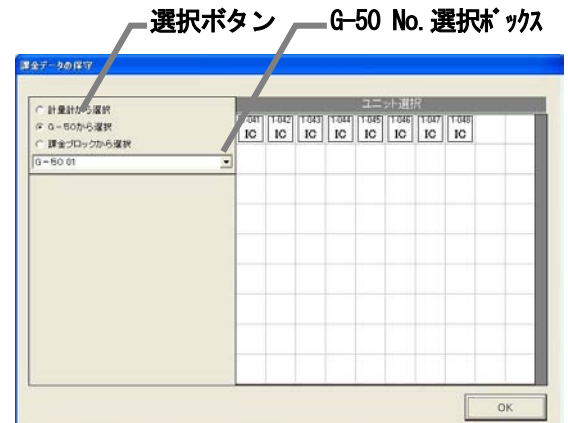 選択ボタン
G-50 No. 選択ﾎﾞｯｸｽ
課金データの保守
計量計から選択
G-50から選択
課金ブロックから選択
G-50 01
ユニット選択
1-041 1-042 1-043 1-044 1-045 1-046 1-047 1-048
IC IC IC IC IC IC IC IC
OK